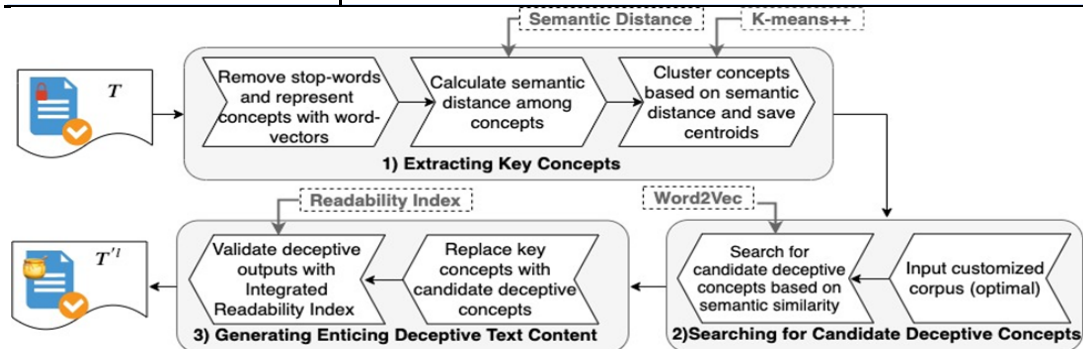 Semantic Distance
K-means++
T
Remove stop-words
and represent
concepts with word-
vectors
Calculate semantic
distance among
concepts
Cluster concepts
based on semantic
distance and save
centroids
1) Extracting Key Concepts
Readability Index
Word2Vec
T'l
Validate deceptive
outputs with
Integrated
Readability Index
Replace key
concepts with
candidate deceptive
concepts
3) Generating Enticing Deceptive Text Content
Search for
candidate deceptive
concepts based on
semantic similarity
Input customized
corpus (optimal)
2)Searching for Candidate Deceptive Concepts